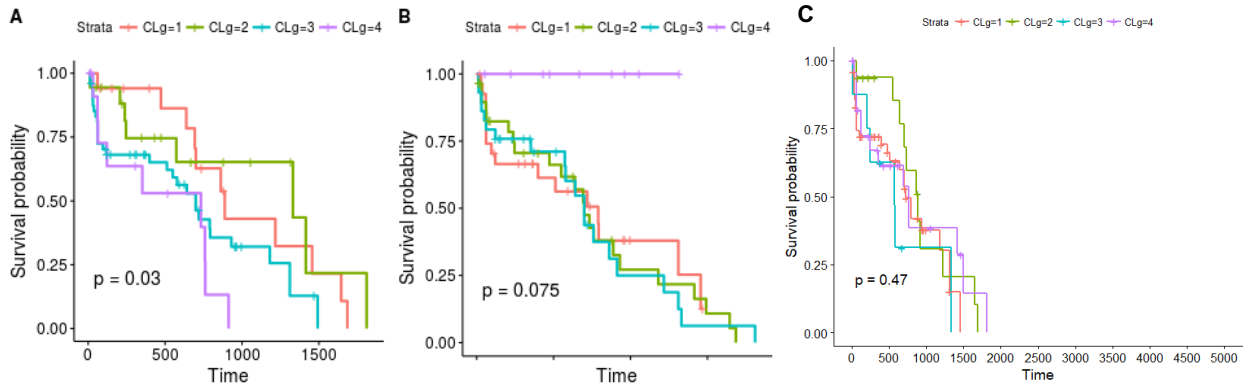 A
Strata CLg=1 CLg=2 CLg=3 CLg=4
1.00
0.75
0.50
0.25
0.00
Survival probability
p = 0.03
0 500 1000 1500
Time
B
Strata CLg=1 CLg=2 CLg=3 CLg=4
1.00
0.75
0.50
0.25
0.00
Survival probability
p = 0.075
Time
C
Strata CLg=1 CLg=2 CLg=3 CLg=4
1.00
0.75
0.50
0.25
0.00
Survival probability
p = 0.47
0 500 1000 1500 2000 2500 3000 3500 4000 4500 5000
Time